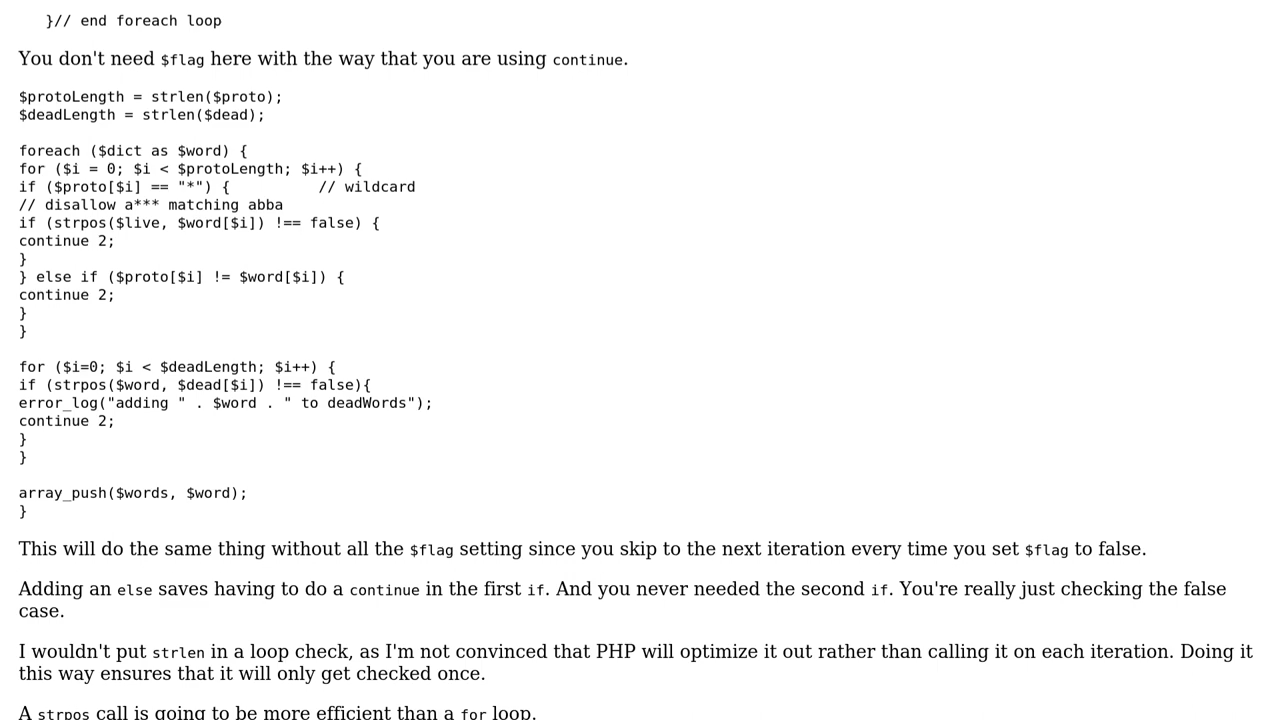 }// end foreach loop
You don't need $flag here with the way that you are using continue.
$protoLength = strlen($proto);
$deadLength = strlen($dead);
foreach ($dict as $word) {
for ($i = 0; $i < $protoLength; $i++) {
if ($proto[$i] == "*") {          // wildcard
// disallow a*** matching abba
if (strpos($live, $word[$i]) !== false) {
continue 2;
}
} else if ($proto[$i] != $word[$i]) {
continue 2;
}
}
for ($i=0; $i < $deadLength; $i++) {
if (strpos($word, $dead[$i]) !== false){
error_log("adding " . $word . " to deadWords");
continue 2;
}
}
array_push($words, $word);
}
This will do the same thing without all the $flag setting since you skip to the next iteration every time you set $flag to false.
Adding an else saves having to do a continue in the first if. And you never needed the second if. You're really just checking the false
case.
I wouldn't put strlen in a loop check, as I'm not convinced that PHP will optimize it out rather than calling it on each iteration. Doing it
this way ensures that it will only get checked once.
A strpos call is going to be more efficient than a for loop.